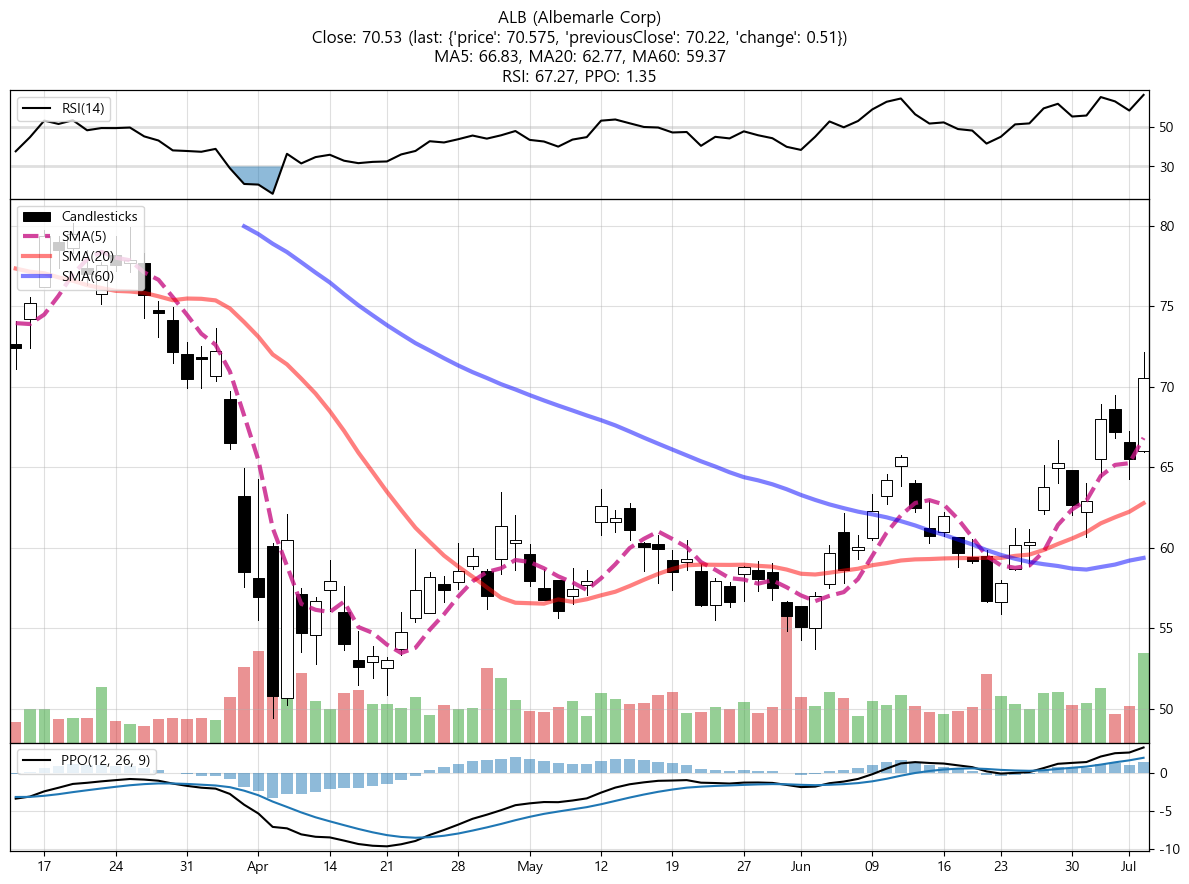 ALB (Albemarle Corp)
Close: 70.53 (last: {'price': 70.575, 'previousClose': 70.22, 'change': 0.51})
MA5: 66.83, MA20: 62.77, MA60: 59.37
RSI: 67.27, PPO: 1.35
RSI(14)
50
30
Candlesticks
SMA(5)
SMA(20)
SMA(60)
80
75
70
65
60
55
50
PPO(12, 26, 9)
0
-5
-10
17 24 31 Apr 14 21 28 May 12 19 27 Jun 09 16 23 30 Jul